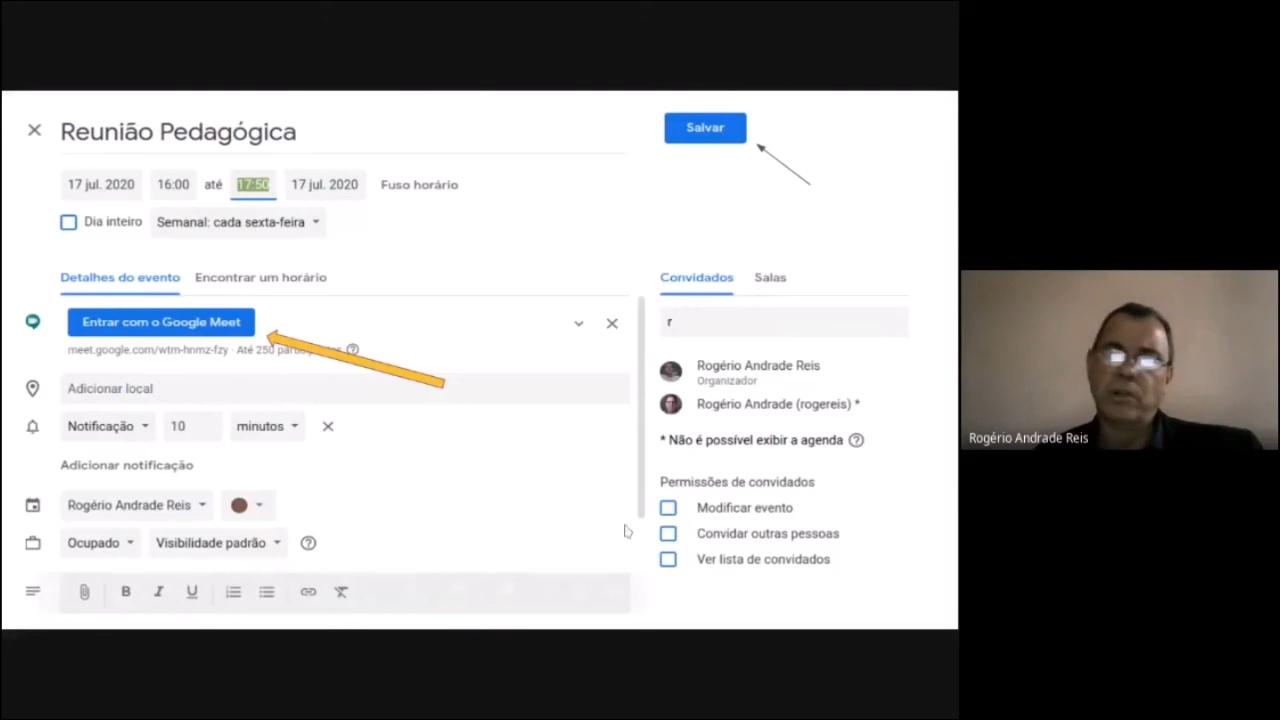 Reunião Pedagógica
Salvar
17 jul. 2020 16:00 até 17:50 17 jul. 2020 Fuso horário
Dia inteiro Semanal: cada sexta-feira
Detalhes do evento Encontrar um horário
Convidados Salas
Entrar com o Google Meet
r
meet.google.com/wtm-hnmz-fzy · Até 250
Rogério Andrade Reis
Organizador
Adicionar local
Rogério Andrade (rogereis) *
Notificação 10 minutos
* Não é possível exibir a agenda
Rogério Andrade Reis
Adicionar notificação
Permissões de convidados
Rogério Andrade Reis
Modificar evento
Ocupado Visibilidade padrão
Convidar outras pessoas
Ver lista de convidados
B I U